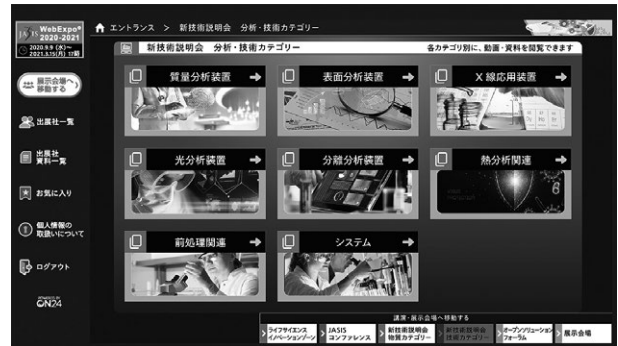 JASIS WebExpo®
2020-2021
2020.9.9 (水)〜
2021.3.15(月) 12時
エントランス > 新技術説明会 分析・技術カテゴリー
新技術説明会 分析・技術カテゴリー
各カテゴリ別に、動画・資料を閲覧できます
展示会場へ
移動する
出展社一覧
出展社
資料一覧
お気に入り
個人情報の
取扱いについて
ログアウト
POWERED BY
ON24
質量分析装置
表面分析装置
X線応用装置
光分析装置
分離分析装置
熱分析関連
前処理関連
システム
講演・展示会場へ移動する
ライフサイエンス
イノベーションゾーン
JASIS
コンファレンス
新技術説明会
物質カテゴリー
新技術説明会
技術カテゴリー
オープンソリューション
フォーラム
展示会場